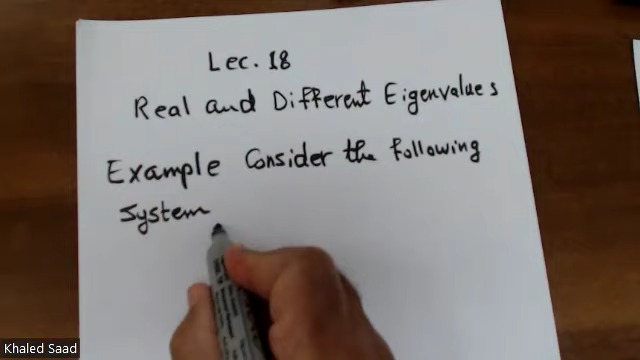 Lec. 18
Real and Different Eigenvalues
Example Consider the following
System
Khaled Saad